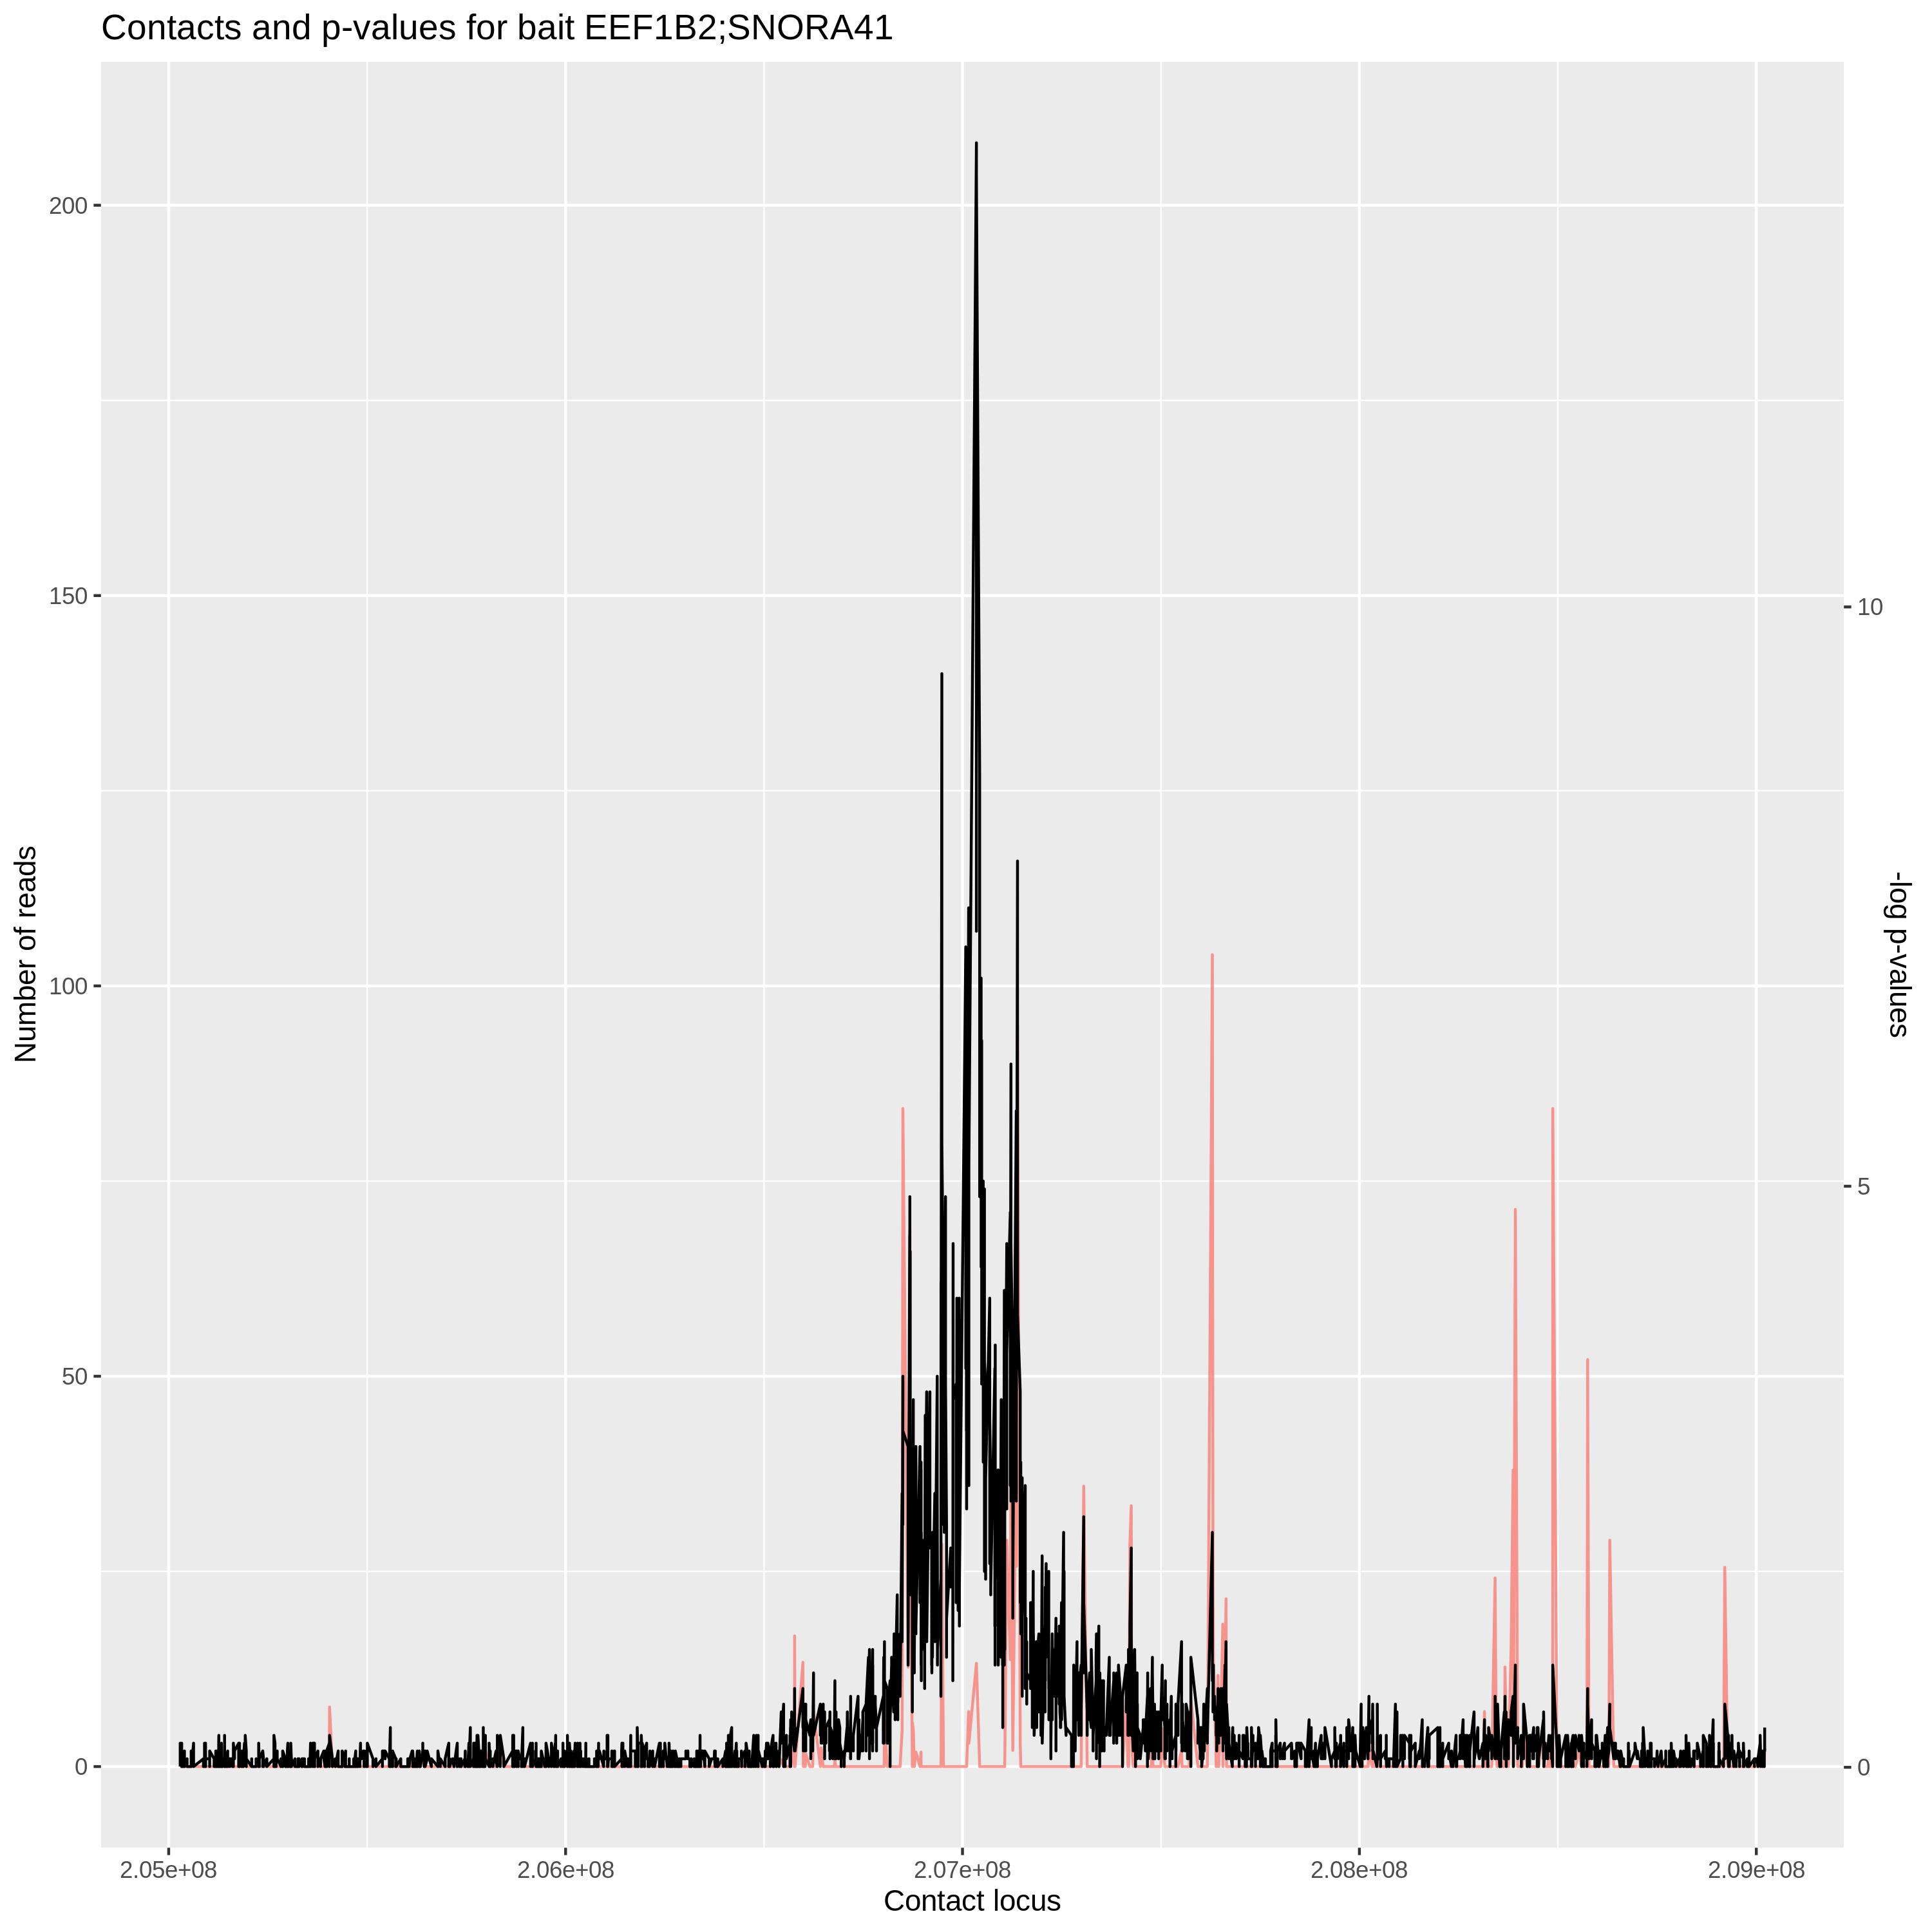 Contacts and p-values for bait EEF1B2;SNORA41
200
150
100
50
0
Number of reads
10
5
0
-log p-values
2.05e+08
2.06e+08
2.07e+08
2.08e+08
2.09e+08
Contact locus